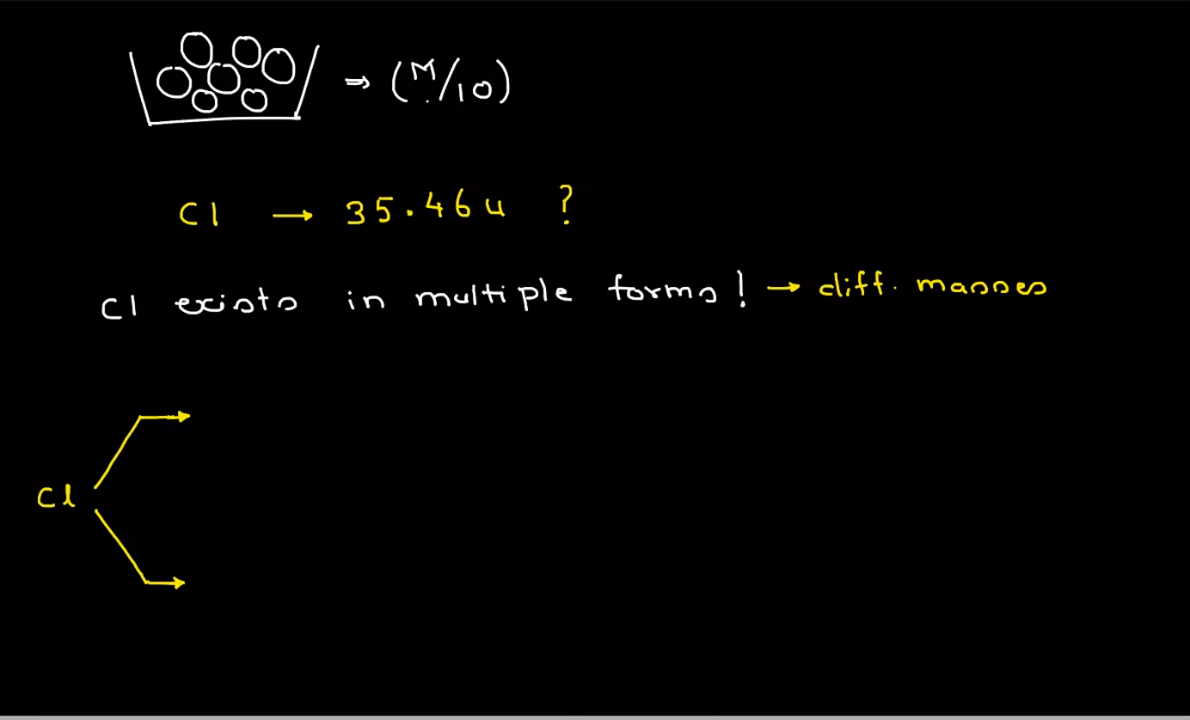 ⇒ (M/10)
Cl → 35.46u ?
Cl exists in multiple forms! → diff. masses
Cl